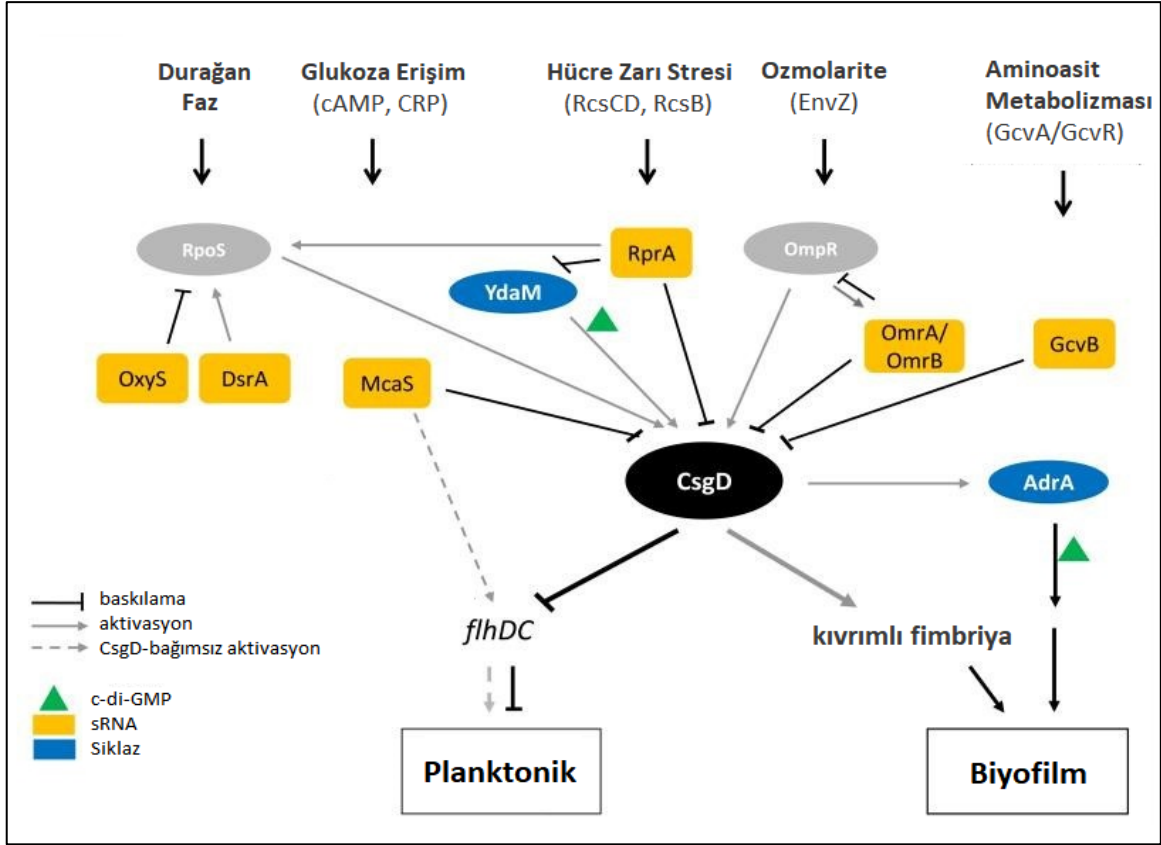 Durağan
Faz
Glukoza Erişim
(cAMP, CRP)
Hücre Zarı Stresi
(RcsCD, RcsB)
Ozmolarite
(EnvZ)
Aminoasit
Metabolizması
(GcvA/GcvR)
RpoS
RprA
OmpR
YdaM
OxyS
DsrA
McaS
OmrA/
OmrB
GcvB
CsgD
AdrA
baskılama
aktivasyon
CsgD-bağımsız aktivasyon
flhDC
kıvrımlı fimbriya
c-di-GMP
sRNA
Siklaz
Planktonik
Biyofilm